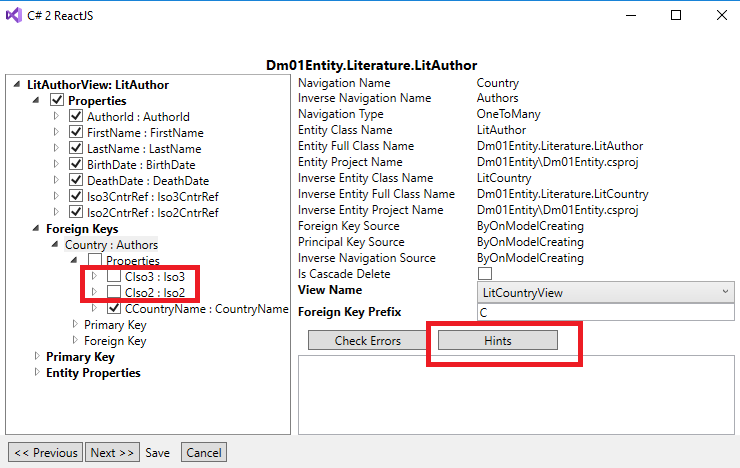 C# 2 ReactJS
Dm01Entity.Literature.LitAuthor
LitAuthorView: LitAuthor
Properties
AuthorId : AuthorId
FirstName : FirstName
LastName : LastName
BirthDate : BirthDate
DeathDate : DeathDate
Iso3CntrRef : Iso3CntrRef
Iso2CntrRef : Iso2CntrRef
Foreign Keys
Country : Authors
Properties
CIso3 : Iso3
CIso2 : Iso2
CCountryName : CountryName
Primary Key
Foreign Key
Primary Key
Entity Properties
Navigation Name Country
Inverse Navigation Name Authors
Navigation Type OneToMany
Entity Class Name LitAuthor
Entity Full Class Name Dm01Entity.Literature.LitAuthor
Entity Project Name Dm01Entity\Dm01Entity.csproj
Inverse Entity Class Name LitCountry
Inverse Entity Full Class Name Dm01Entity.Literature.LitCountry
Inverse Entity Project Name Dm01Entity\Dm01Entity.csproj
Foreign Key Source ByOnModelCreating
Principal Key Source ByOnModelCreating
Inverse Navigation Source ByOnModelCreating
Is Cascade Delete
View Name LitCountryView
Foreign Key Prefix C
Check Errors Hints
<< Previous Next >> Save Cancel